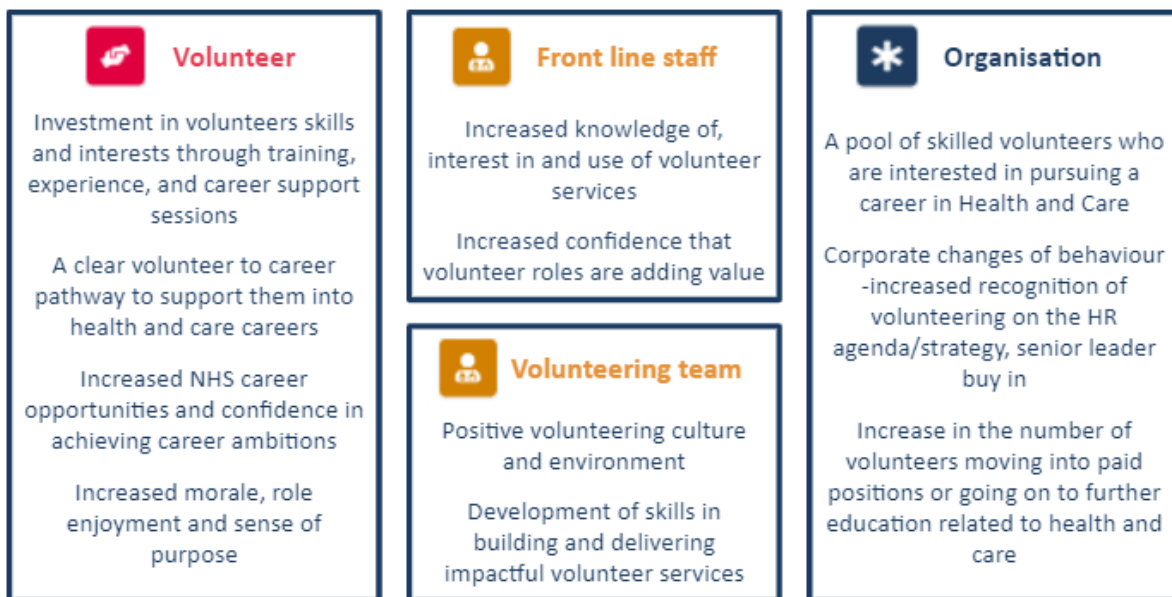 Volunteer
Investment in volunteers skills
and interests through training,
experience, and career support
sessions
A clear volunteer to career
pathway to support them into
health and care careers
Increased NHS career
opportunities and confidence in
achieving career ambitions
Increased morale, role
enjoyment and sense of
purpose
Front line staff
Increased knowledge of,
interest in and use of volunteer
services
Increased confidence that
volunteer roles are adding value
Volunteering team
Positive volunteering culture
and environment
Development of skills in
building and delivering
impactful volunteer services
Organisation
A pool of skilled volunteers who
are interested in pursuing a
career in Health and Care
Corporate changes of behaviour
-increased recognition of
volunteering on the HR
agenda/strategy, senior leader
buy in
Increase in the number of
volunteers moving into paid
positions or going on to further
education related to health and
care